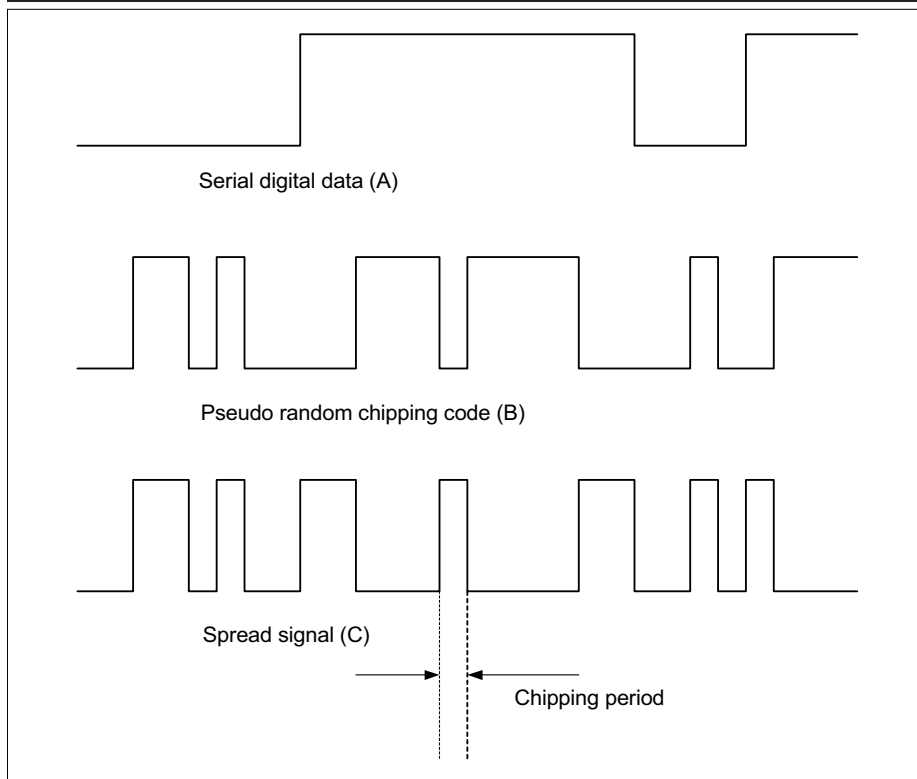 Serial digital data (A)
Pseudo random chipping code (B)
Spread signal (C)
Chipping period